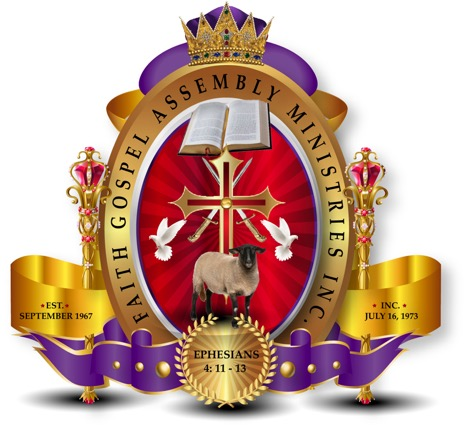 FAITH GOSPEL ASSEMBLY MINISTRIES INC.
★ EST. ★
SEPTEMBER 1967
★ INC. ★
JULY 16, 1973
EPHESIANS
4: 11 - 13